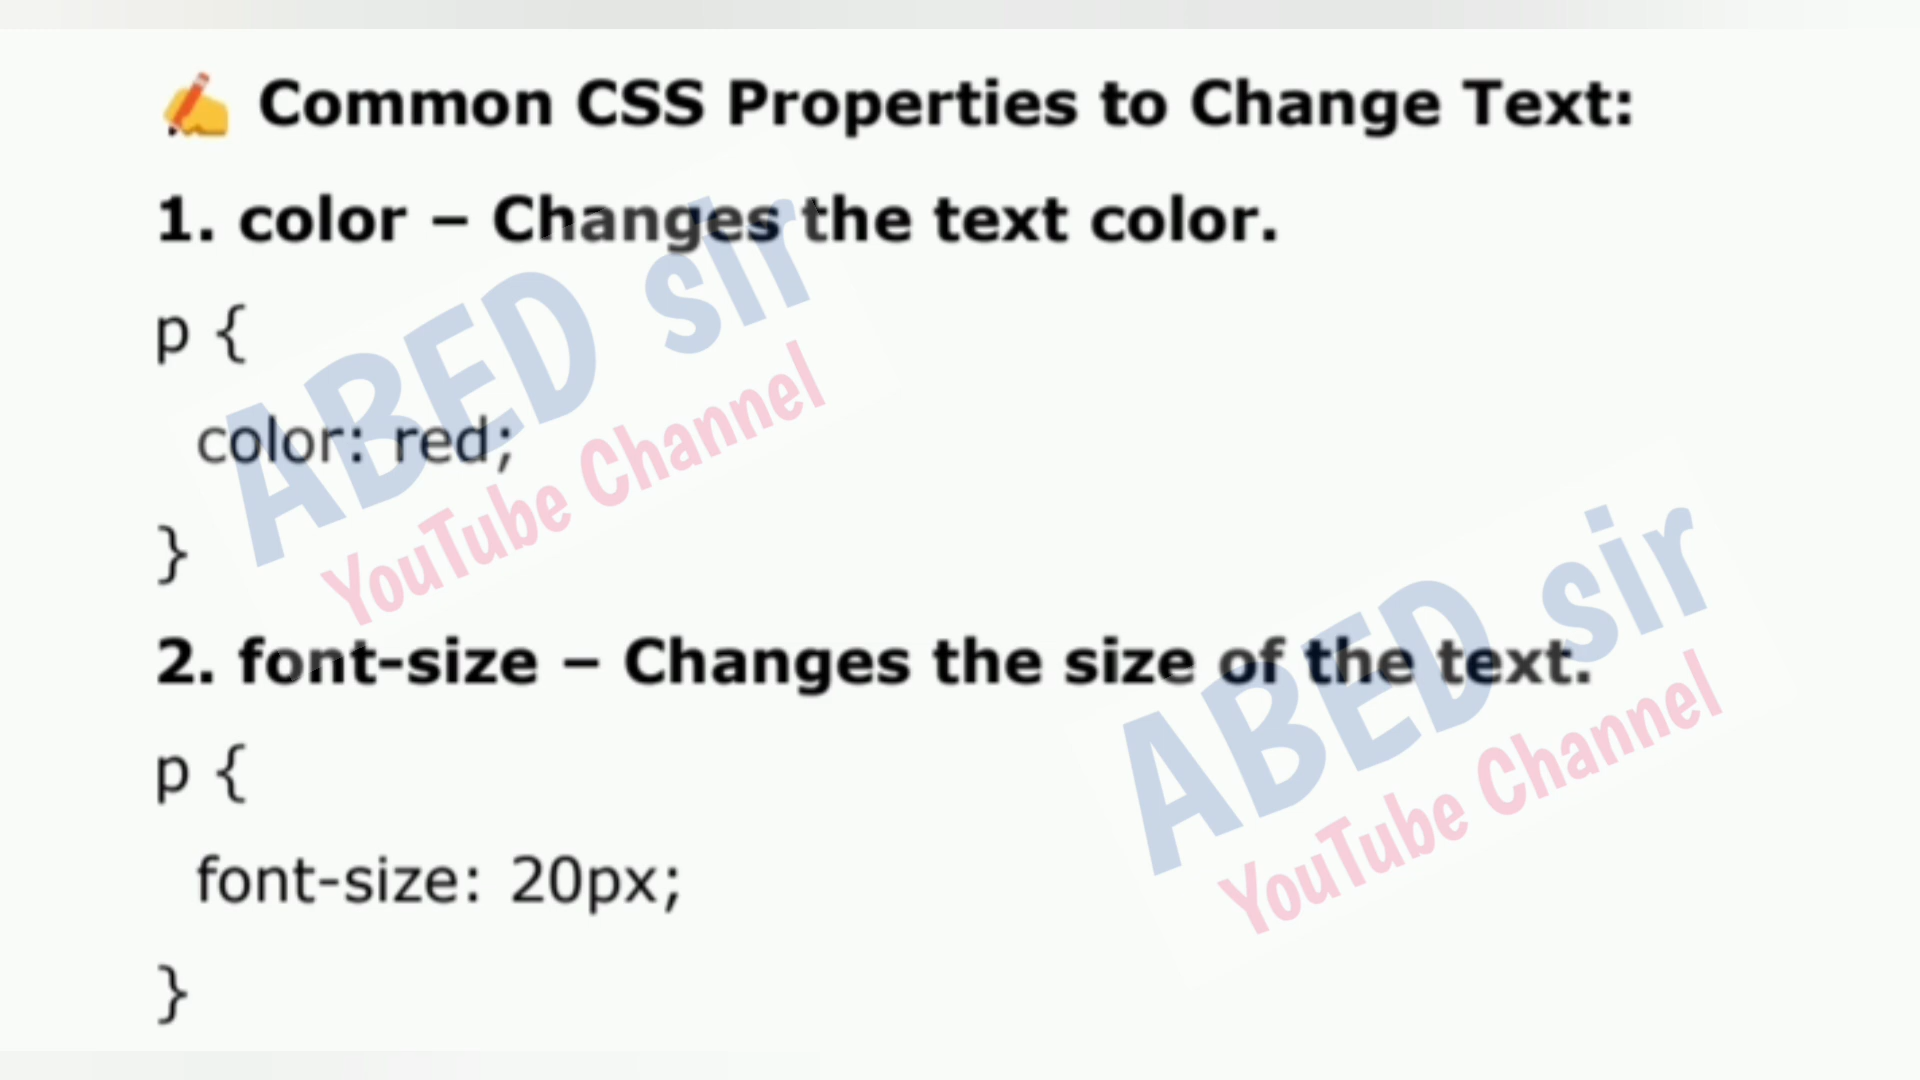 ✍️ Common CSS Properties to Change Text:
1. color – Changes the text color.
p {
color: red;
}
2. font-size – Changes the size of the text.
p {
font-size: 20px;
}
ABED sir
YouTube Channel
ABED sir
YouTube Channel